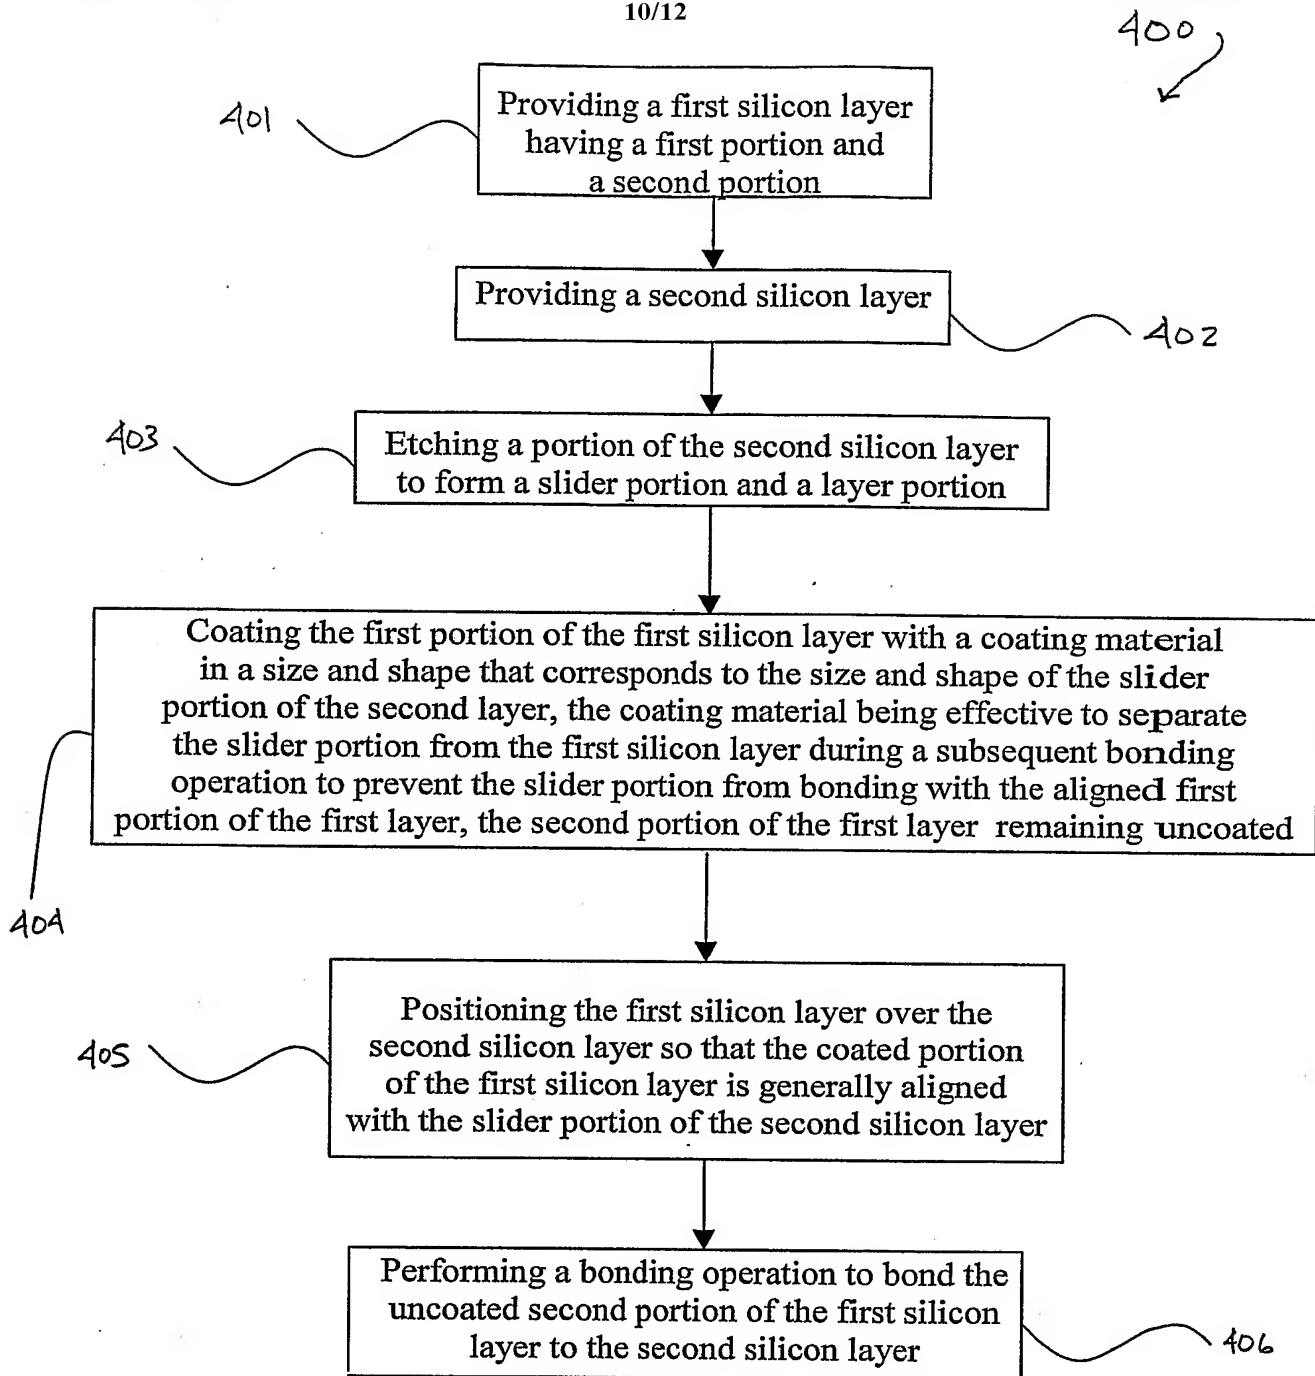 10/12
400
401
Providing a first silicon layer
having a first portion and
a second portion
Providing a second silicon layer
402
403
Etching a portion of the second silicon layer
to form a slider portion and a layer portion
Coating the first portion of the first silicon layer with a coating material
in a size and shape that corresponds to the size and shape of the slider
portion of the second layer, the coating material being effective to separate
the slider portion from the first silicon layer during a subsequent bonding
operation to prevent the slider portion from bonding with the aligned first
portion of the first layer, the second portion of the first layer remaining uncoated
404
405
Positioning the first silicon layer over the
second silicon layer so that the coated portion
of the first silicon layer is generally aligned
with the slider portion of the second silicon layer
Performing a bonding operation to bond the
uncoated second portion of the first silicon
layer to the second silicon layer
406